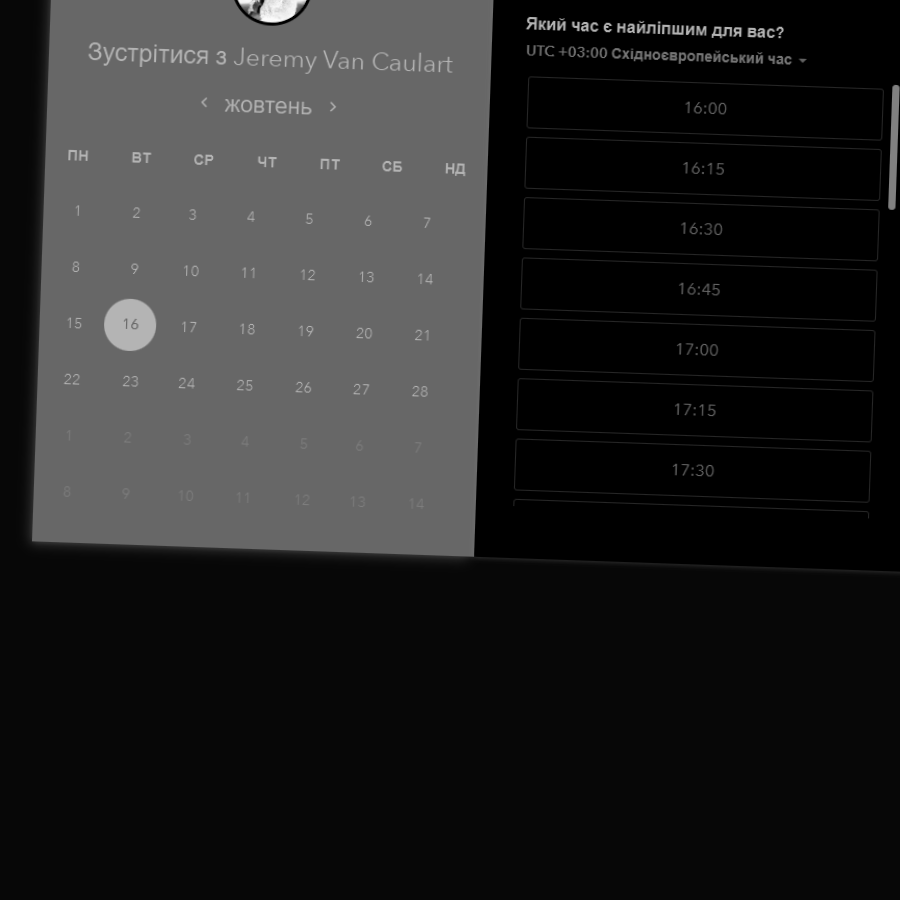 Зустрітися з Jeremy Van Caulart
‹ жовтень ›
ПН ВТ СР ЧТ ПТ СБ НД
1 2 3 4 5 6 7
8 9 10 11 12 13 14
15 16 17 18 19 20 21
22 23 24 25 26 27 28
1 2 3 4 5 6 7
8 9 10 11 12 13 14
Який час є найліпшим для вас?
UTC +03:00 Східноєвропейський час
16:00
16:15
16:30
16:45
17:00
17:15
17:30